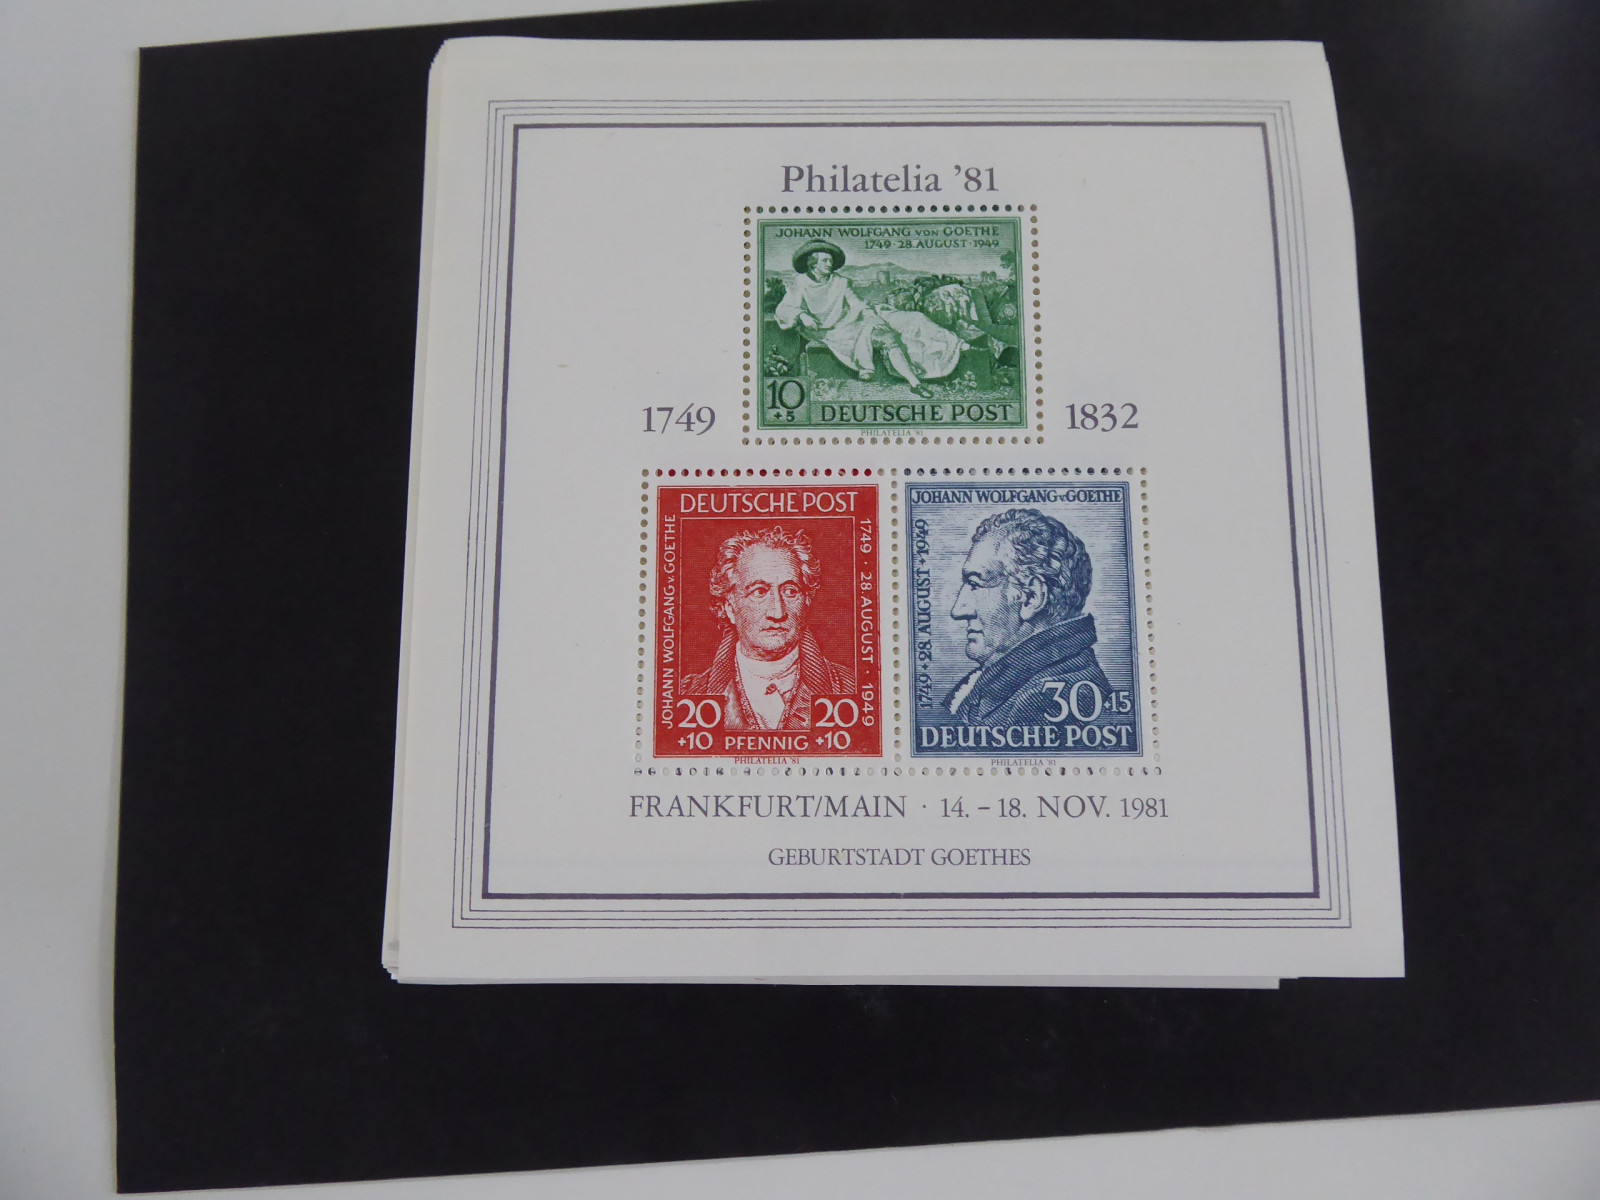 Philatelia '81
JOHANN WOLFGANG VON GOETHE
1749 · 28. AUGUST · 1949
10
+5
DEUTSCHE POST
PHILATELIA '81
1749
1832
DEUTSCHE POST
JOHANN WOLFGANG v. GOETHE
1749 · 28. AUGUST · 1949
20
+10
PFENNIG
20
+10
PHILATELIA '81
JOHANN WOLFGANG v. GOETHE
1749 + 28. AUGUST + 1949
30+15
DEUTSCHE POST
PHILATELIA '81
FRANKFURT/MAIN · 14. – 18. NOV. 1981
GEBURTSTADT GOETHES